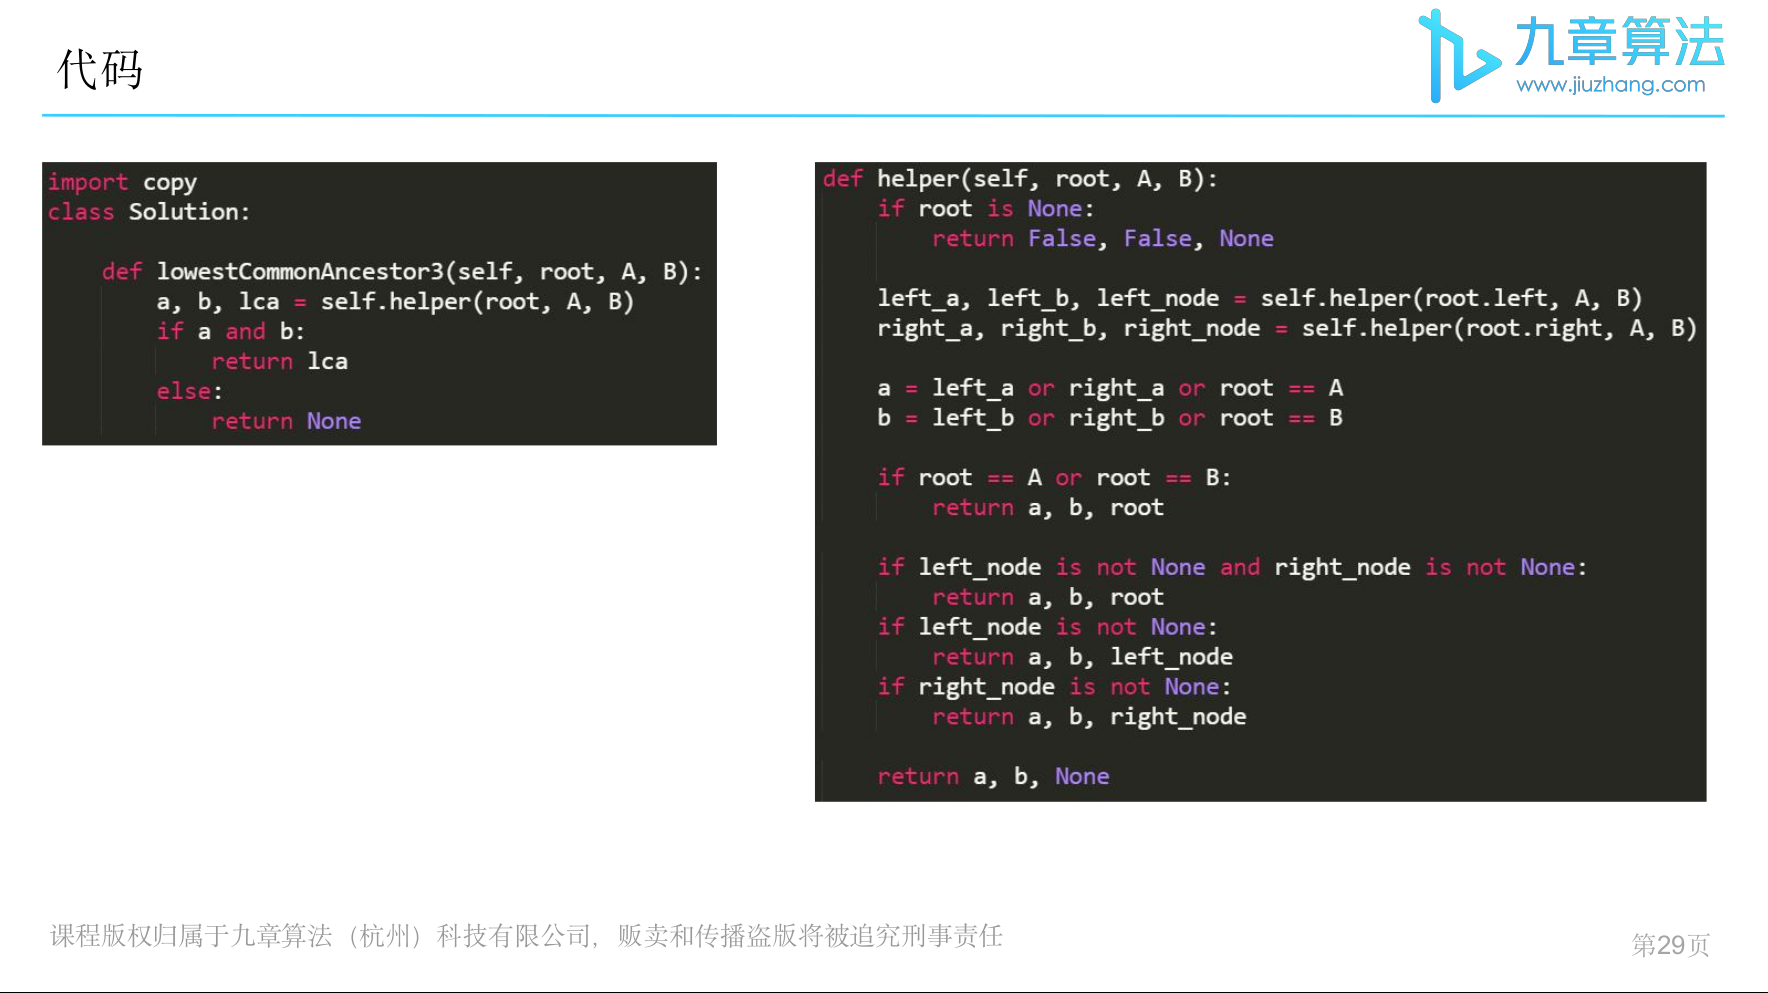 代码
九章算法
www.jiuzhang.com
import copy
class Solution:
    def lowestCommonAncestor3(self, root, A, B):
        a, b, lca = self.helper(root, A, B)
        if a and b:
            return lca
        else:
            return None
def helper(self, root, A, B):
    if root is None:
        return False, False, None
    left_a, left_b, left_node = self.helper(root.left, A, B)
    right_a, right_b, right_node = self.helper(root.right, A, B)
    a = left_a or right_a or root == A
    b = left_b or right_b or root == B
    if root == A or root == B:
        return a, b, root
    if left_node is not None and right_node is not None:
        return a, b, root
    if left_node is not None:
        return a, b, left_node
    if right_node is not None:
        return a, b, right_node
    return a, b, None
课程版权归属于九章算法（杭州）科技有限公司，贩卖和传播盗版将被追究刑事责任
第29页